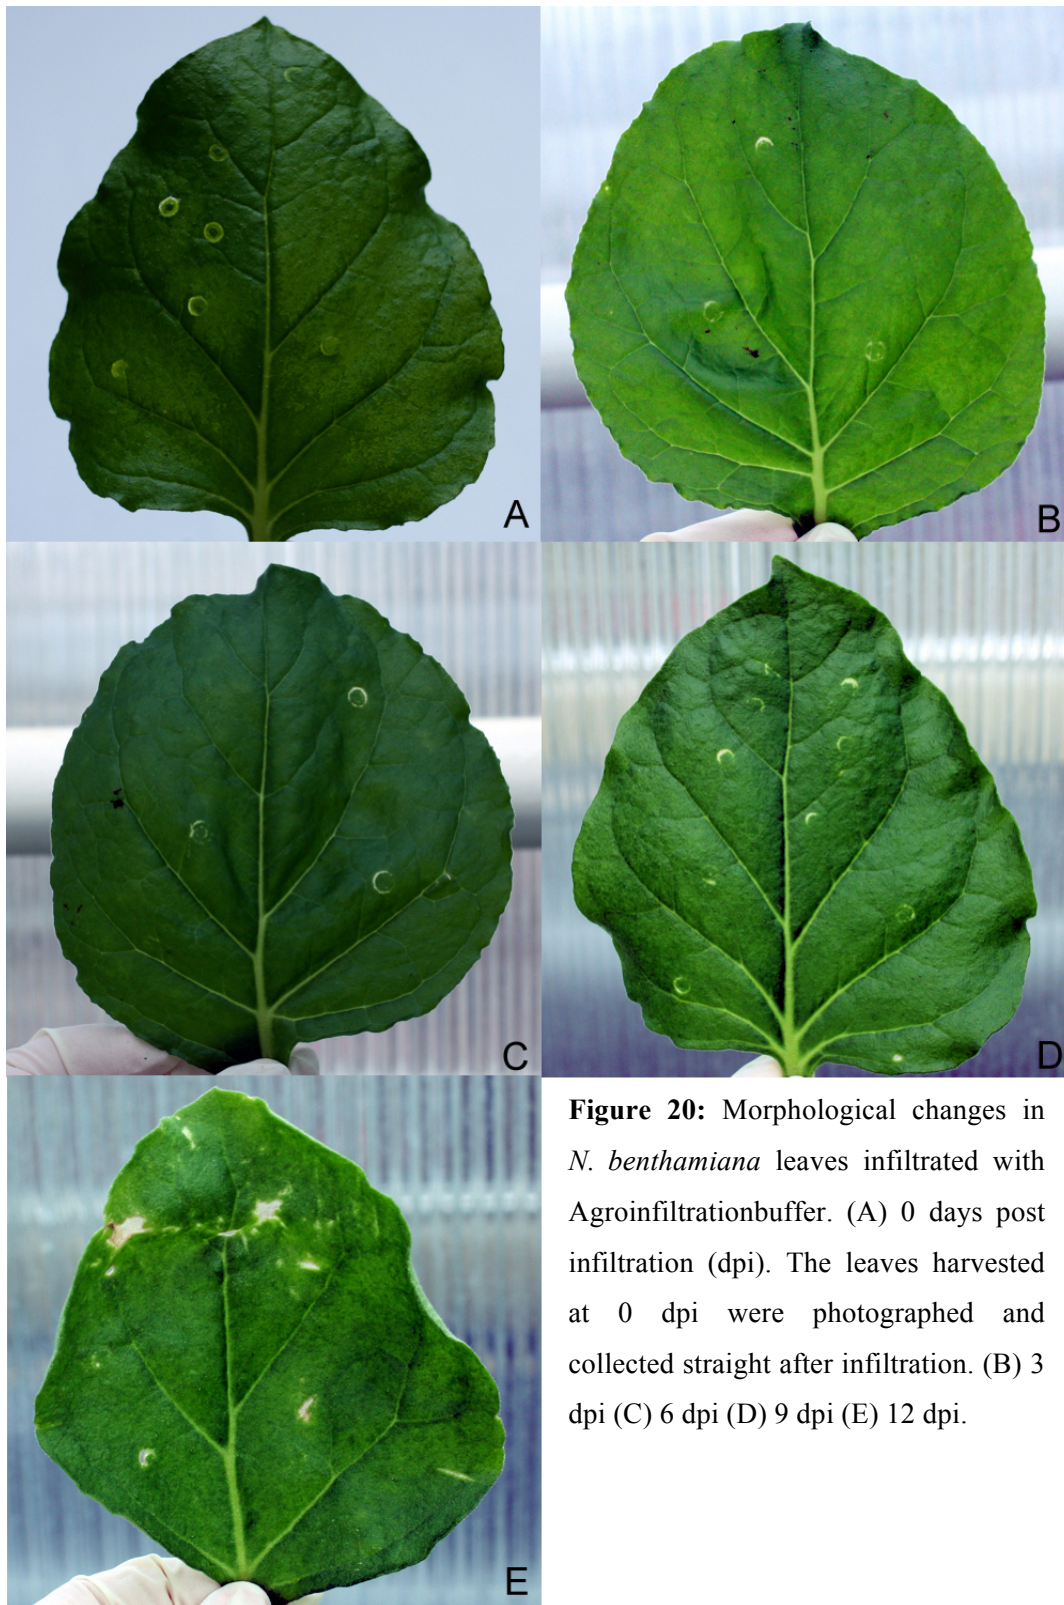 A
B
C
D
E
Figure 20: Morphological changes in
N. benthamiana leaves infiltrated with
Agroinfiltrationbuffer. (A) 0 days post
infiltration (dpi). The leaves harvested
at 0 dpi were photographed and
collected straight after infiltration. (B) 3
dpi (C) 6 dpi (D) 9 dpi (E) 12 dpi.